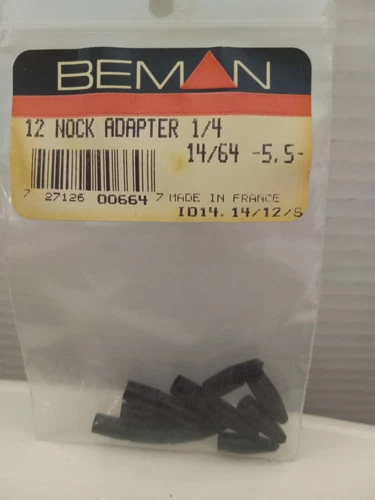 BEMAN
12 NOCK ADAPTER 1/4
14/64 -5,5-
7 27126 00664 7 MADE IN FRANCE
ID14. 14/12/S